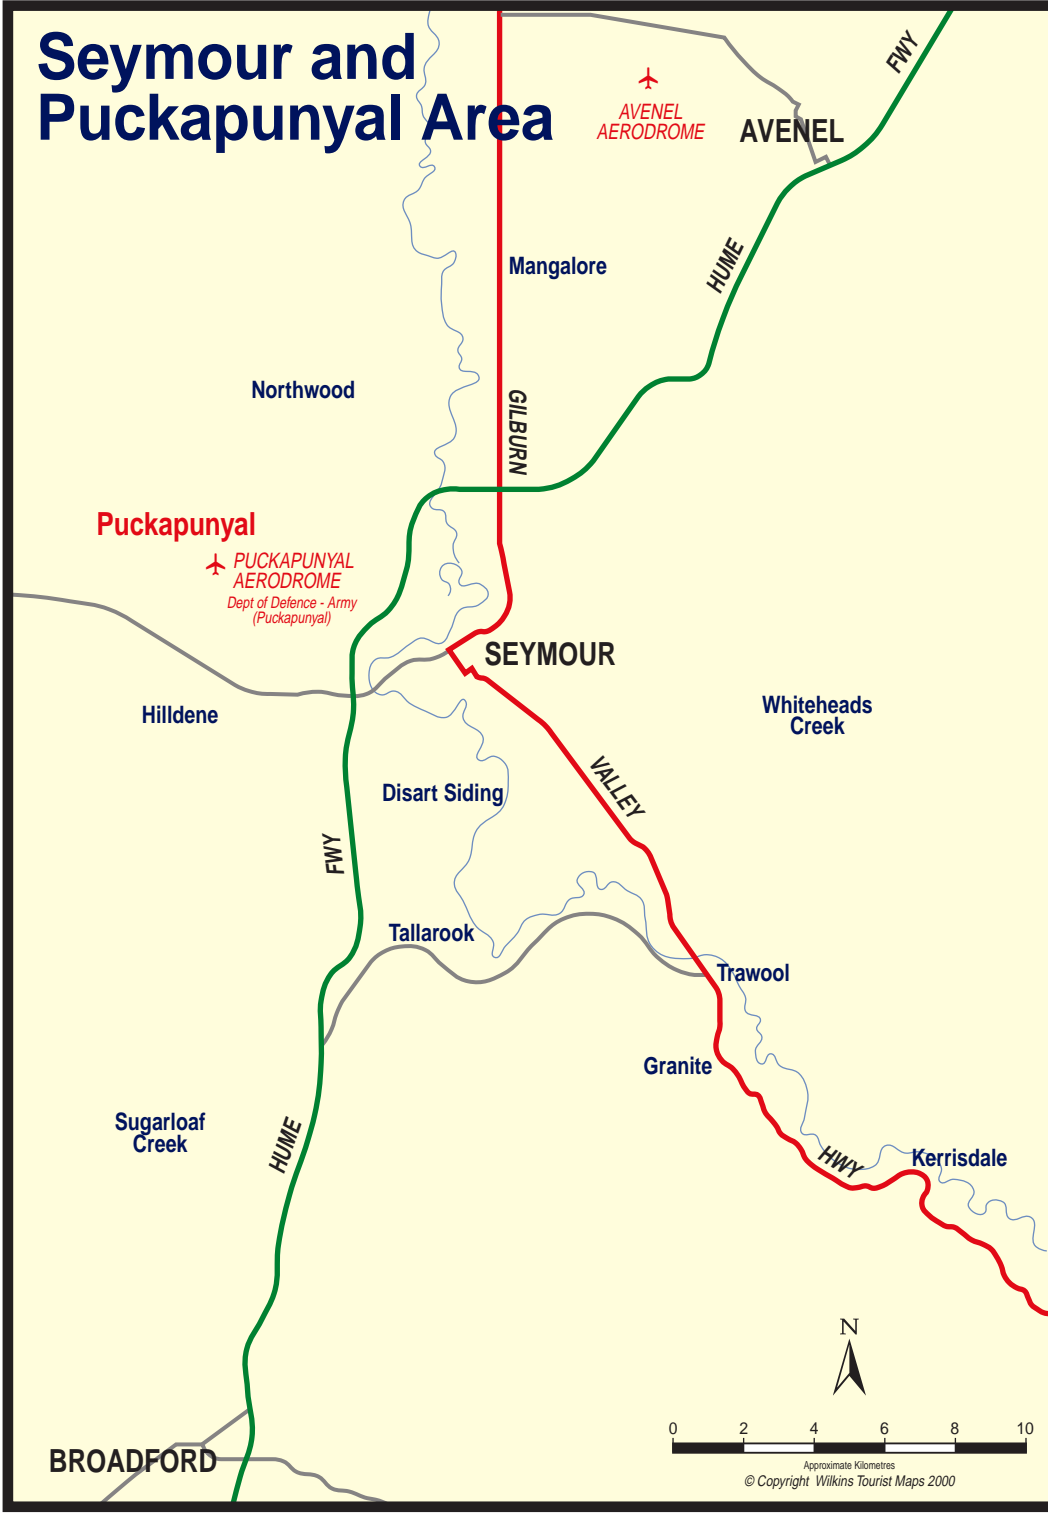 Seymour and
Puckapunyal Area
FWY
AVENEL
AERODROME
AVENEL
HUME
Mangalore
Northwood
GILBURN
Puckapunyal
PUCKAPUNYAL
AERODROME
Dept of Defence - Army
(Puckapunyal)
SEYMOUR
Hilldene
Whiteheads
Creek
Disart Siding
VALLEY
FWY
Tallarook
Trawool
Granite
Sugarloaf
Creek
HUME
HWY
Kerrisdale
N
0 2 4 6 8 10
Approximate Kilometres
© Copyright Wilkins Tourist Maps 2000
BROADFORD